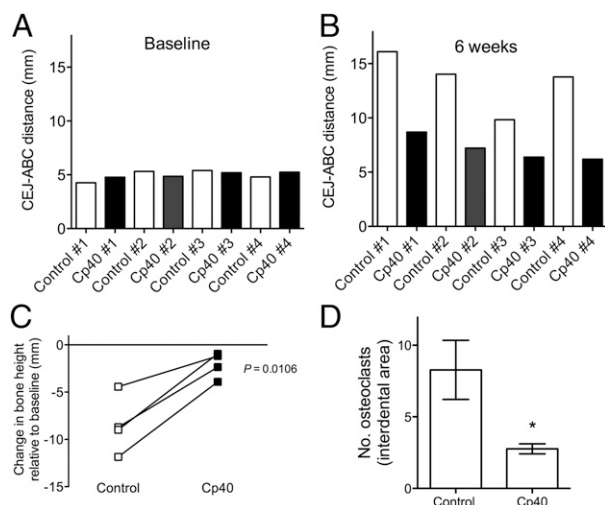 A
Baseline
CEJ-ABC distance (mm)
15
10
5
0
Control #1
Cp40 #1
Control #2
Cp40 #2
Control #3
Cp40 #3
Control #4
Cp40 #4
B
6 weeks
CEJ-ABC distance (mm)
15
10
5
0
Control #1
Cp40 #1
Control #2
Cp40 #2
Control #3
Cp40 #3
Control #4
Cp40 #4
C
Change in bone height
relative to baseline (mm)
0
-5
-10
-15
P = 0.0106
Control
Cp40
D
No. osteoclasts
(interdental area)
10
5
0
*
Control
Cp40